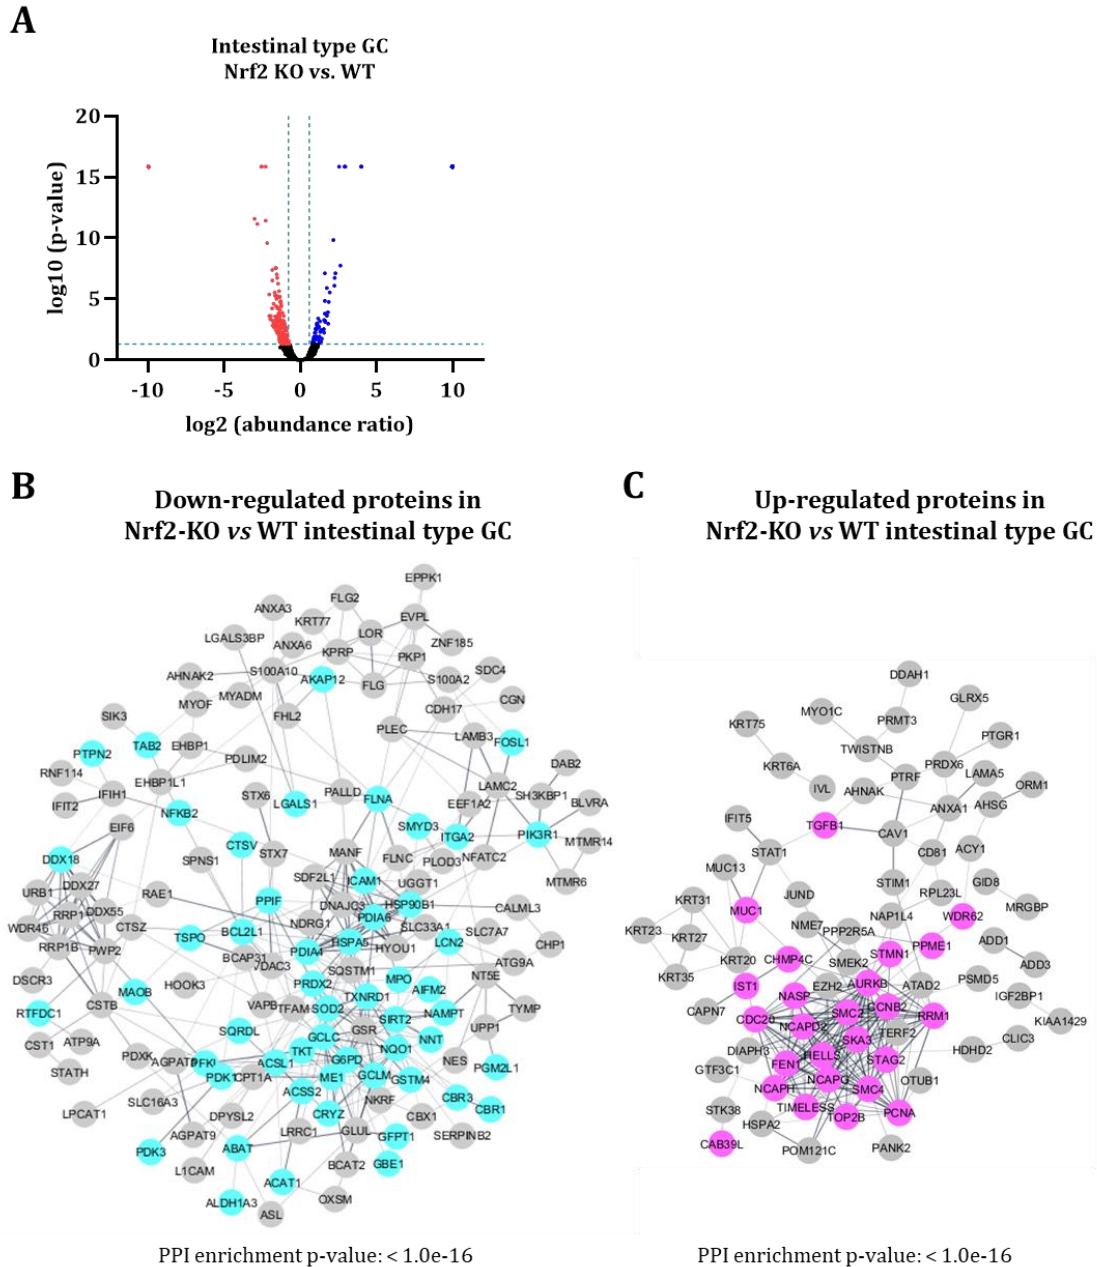 A
Intestinal type GC
Nrf2 KO vs. WT
log10 (p-value)
20
15
10
5
0
-10
-5
0
5
10
log2 (abundance ratio)
B
Down-regulated proteins in
Nrf2-KO vs WT intestinal type GC
EPPK1
FLG2
ANXA3
KRT77
EVPL
LOR
LGALS3BP
ANXA6
ZNF185
KPRP
PKP1
S100A10
SDC4
AHNAK2
AKAP12
S100A2
FLG
MYADM
CGN
MYOF
CDH17
SIK3
FHL2
PLEC
LAMB3
TAB2
EHBP1
FOSL1
PTPN2
PDLIM2
DAB2
RNF114
EHBP1L1
LAMC2
IFIH1
STX6
PALLD
SH3KBP1
IFIT2
LGALS1
FLNA
EEF1A2
BLVRA
NFKB2
EIF6
SMYD3
ITGA2
PIK3R1
CTSV
MTMR14
DDX18
SPNS1
STX7
MANF
FLNC
PLOD3
NFATC2
SDF2L1
ICAM1
UGGT1
MTMR6
URB1
DDX27
RAE1
PPIF
DNAJC3
HSP90B1
RRP1
DDX55
NDRG1
PDIA6
CALML3
WDR46
CTSZ
SLC33A1
TSPO
BCL2L1
SLC7A7
RRP1B
PWP2
PDIA4
HSPA5
HYOU1
LCN2
CHP1
BCAP31
VDAC3
SQSTM1
ATG9A
DSCR3
HOOK3
PRDX2
MPO
NT5E
MAOB
TXNRD1
AIFM2
CSTB
VAPB
TFAM
SOD2
TYMP
RTFDC1
SIRT2
NAMPT
SQRDL
GSR
UPP1
GCLC
NNT
CST1
ATP9A
TKT
NQO1
PDXK
AGPAT6
PFKL
ACSL1
G6PD
NES
STATH
PDK1
CPT1A
ME1
GCLM
GSTM4
PGM2L1
ACSS2
CBR3
LPCAT1
SLC16A3
NKRF
CBR1
DPYSL2
CRYZ
CBX1
AGPAT9
LRRC1
GLUL
GFPT1
SERPINB2
PDK3
ABAT
L1CAM
BCAT2
GBE1
ACAT1
ALDH1A3
OXSM
ASL
PPI enrichment p-value: < 1.0e-16
C
Up-regulated proteins in
Nrf2-KO vs WT intestinal type GC
DDAH1
GLRX5
MYO1C
KRT75
PRMT3
PTGR1
TWISTNB
KRT6A
PRDX6
PTRF
LAMA5
IVL
AHNAK
ORM1
ANXA1
AHSG
IFIT5
TGFB1
CAV1
STAT1
CD81
ACY1
MUC13
STIM1
GID8
JUND
RPL23L
KRT31
MUC1
MRGBP
NAP1L4
WDR62
NME7
KRT23
KRT27
PPP2R5A
PPME1
ADD1
STMN1
KRT20
CHMP4C
SMEK2
ADD3
KRT35
PSMD5
IST1
EZH2
AURKB
ATAD2
NASP
IGF2BP1
CAPN7
SMC2
CCNB2
CDC20
RRM1
KIAA1429
NCAPD2
TERF2
SKA3
CLIC3
DIAPH3
HELLS
HDHD2
STAG2
GTF3C1
FEN1
NCAPG
OTUB1
NCAPH
SMC4
STK38
TIMELESS
TOP2B
PCNA
HSPA2
CAB39L
POM121C
PANK2
PPI enrichment p-value: < 1.0e-16